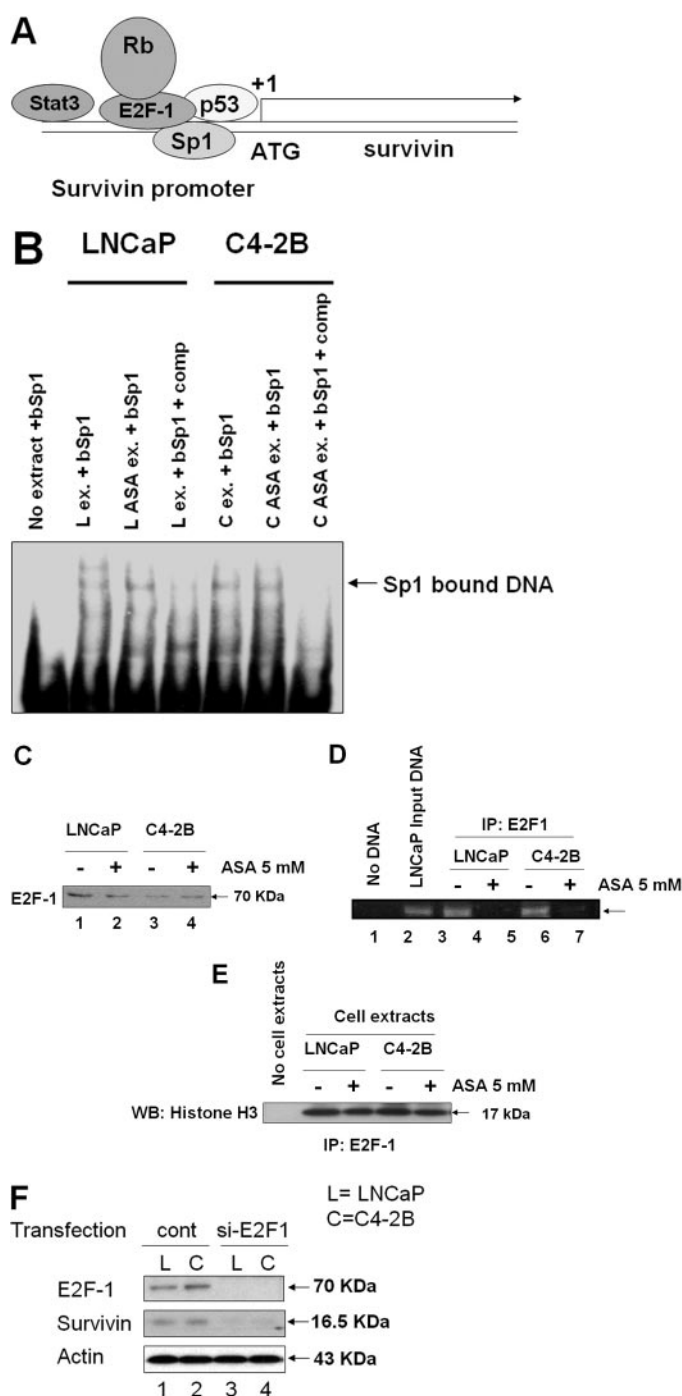 A
Rb
Stat3
E2F-1
p53
+1
Sp1
ATG
survivin
Survivin promoter
B
LNCaP
C4-2B
No extract +bSp1
L ex. + bSp1
L ASA ex. + bSp1
L ex. + bSp1 + comp
C ex. + bSp1
C ASA ex. + bSp1
C ASA ex. + bSp1 + comp
Sp1 bound DNA
C
LNCaP C4-2B
- + - + ASA 5 mM
E2F-1 70 KDa
1 2 3 4
D
No DNA
LNCaP Input DNA
IP: E2F1
LNCaP C4-2B
- + - + ASA 5 mM
1 2 3 4 5 6 7
E
No cell extracts
Cell extracts
LNCaP C4-2B
- + - + ASA 5 mM
WB: Histone H3 17 kDa
IP: E2F-1
F
L= LNCaP
C=C4-2B
Transfection cont si-E2F1
L C L C
E2F-1 70 KDa
Survivin 16.5 KDa
Actin 43 KDa
1 2 3 4